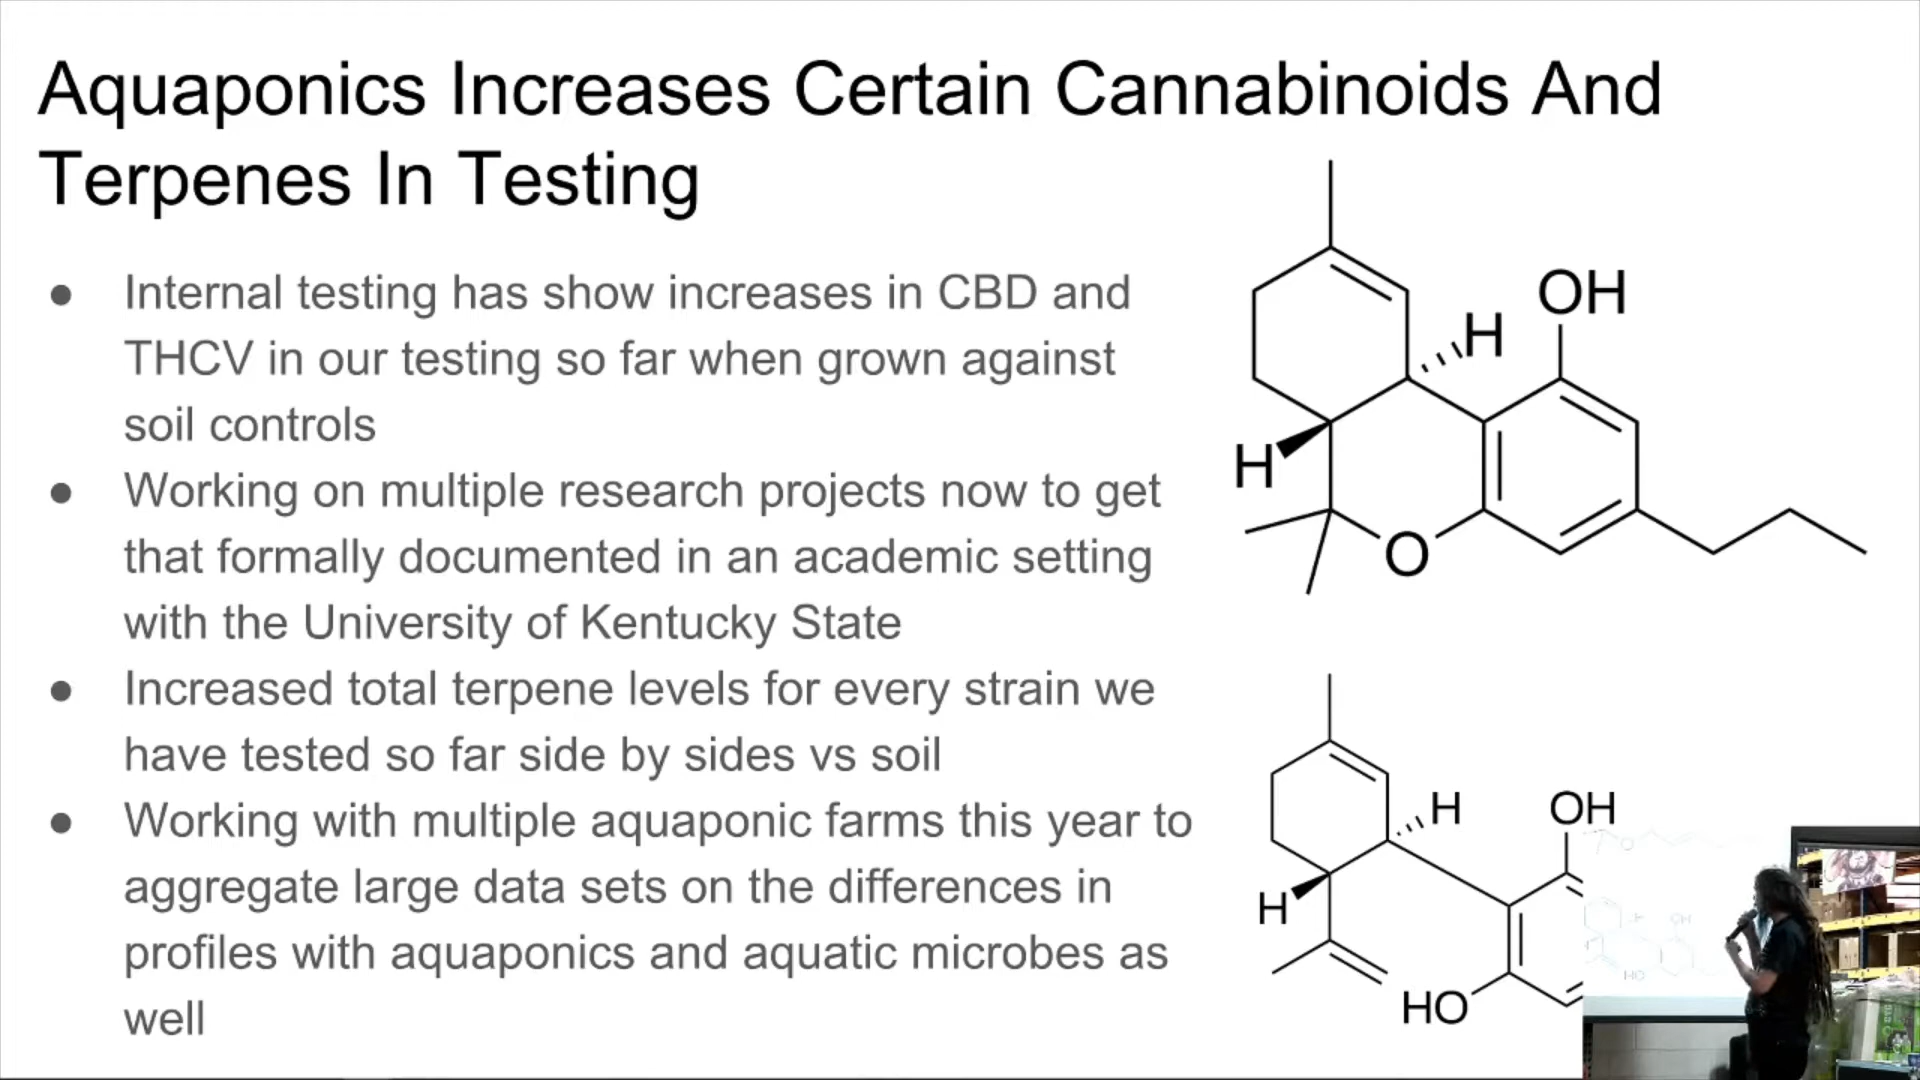 Aquaponics Increases Certain Cannabinoids And
Terpenes In Testing
● Internal testing has show increases in CBD and
THCV in our testing so far when grown against
soil controls
● Working on multiple research projects now to get
that formally documented in an academic setting
with the University of Kentucky State
● Increased total terpene levels for every strain we
have tested so far side by sides vs soil
● Working with multiple aquaponic farms this year to
aggregate large data sets on the differences in
profiles with aquaponics and aquatic microbes as
well
OH
H
H
O
H
OH
H
HO
OH
HO